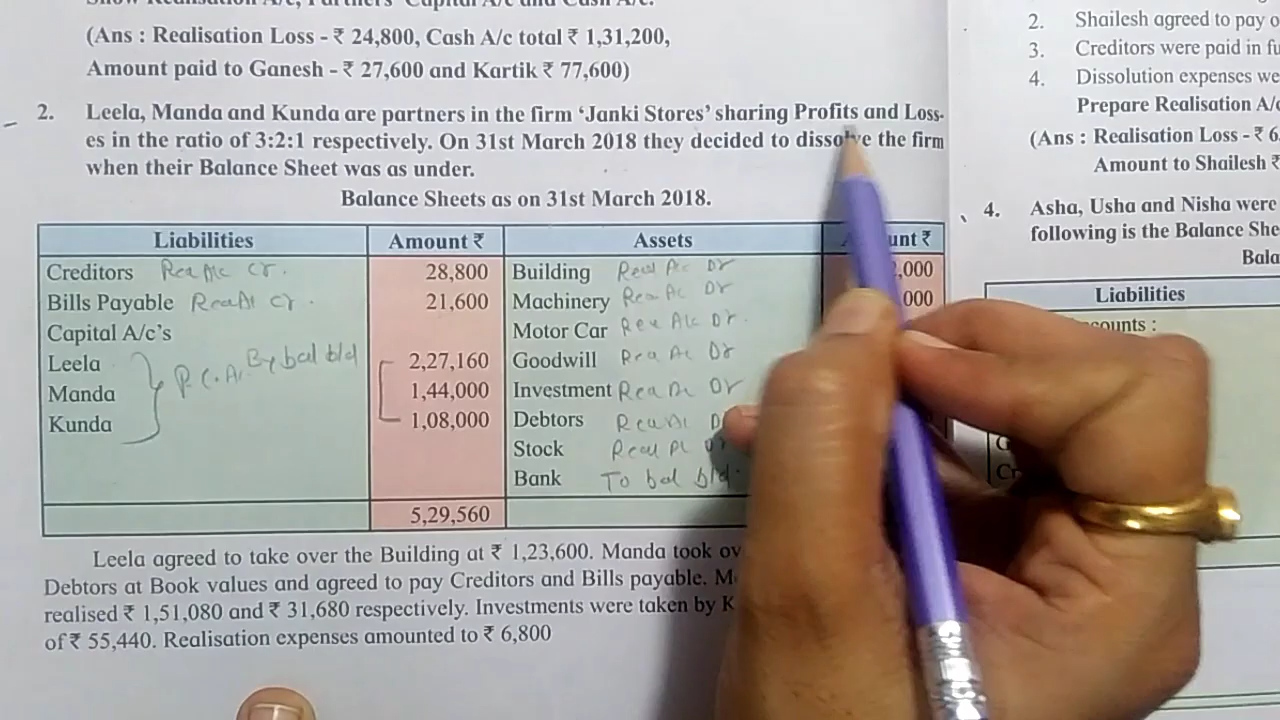 (Ans : Realisation Loss - ₹ 24,800, Cash A/c total ₹ 1,31,200,
Amount paid to Ganesh - ₹ 27,600 and Kartik ₹ 77,600)
2. Leela, Manda and Kunda are partners in the firm ‘Janki Stores’ sharing Profits and Loss-
es in the ratio of 3:2:1 respectively. On 31st March 2018 they decided to dissolve the firm
when their Balance Sheet was as under.
Balance Sheets as on 31st March 2018.
Liabilities Amount ₹ Assets ₹
Creditors Rea A/c cr. 28,800 Building Real Ac Dr ,000
Bills Payable cr. 21,600 Machinery Rea Ac Dr 000
Capital A/c's Motor Car Rea A/c Dr.
Leela By bal b/d 2,27,160 Goodwill Rea Ac Dr
Manda 1,44,000 Investment Rea Dr
Kunda 1,08,000 Debtors
Stock Real
Bank To bal b/d
5,29,560
Leela agreed to take over the Building at ₹ 1,23,600. Manda took
Debtors at Book values and agreed to pay Creditors and Bills payable.
realised ₹ 1,51,080 and ₹ 31,680 respectively. Investments were taken by
of ₹ 55,440. Realisation expenses amounted to ₹ 6,800
2. Shailesh agreed to pay
3. Creditors were paid in
4. Dissolution expenses
Prepare Realisation
(Ans : Realisation Loss - ₹
Amount to Shailesh ₹
4. Asha, Usha and Nisha were
following is the Balance
Liabilities